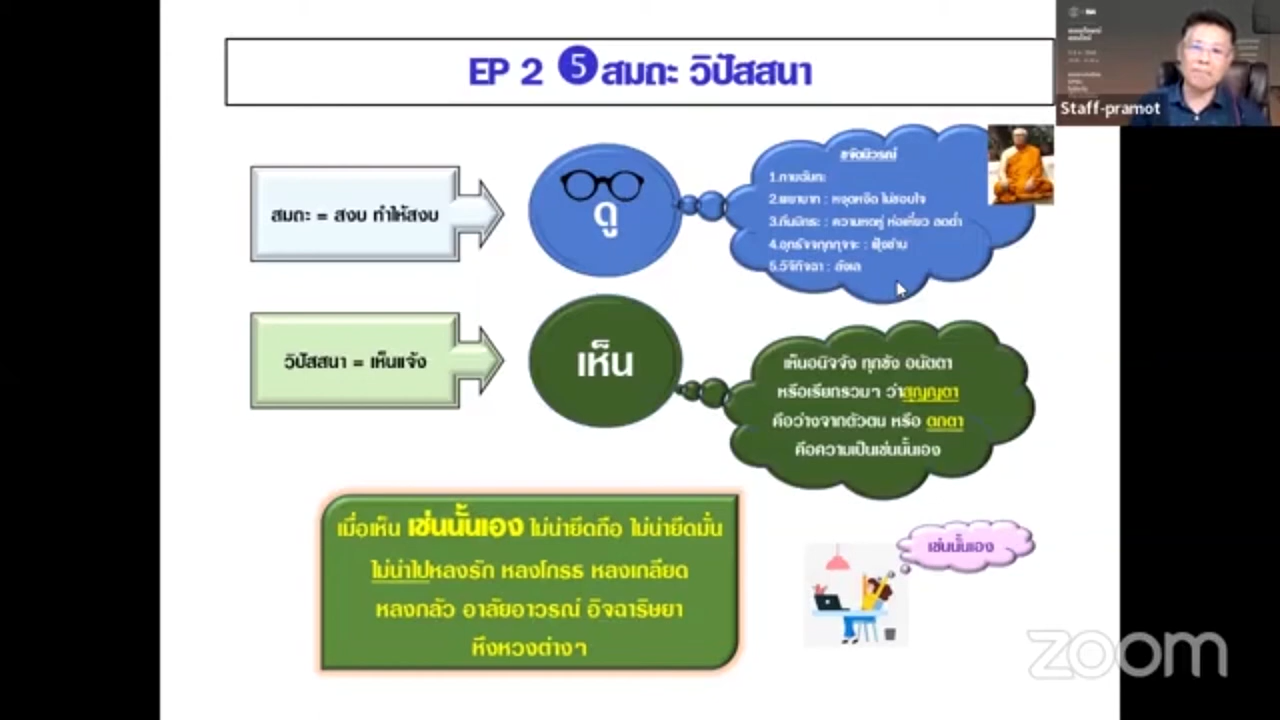 EP 2 ❺ สมถะ วิปัสสนา
Staff-pramot
สมถะ = สงบ ทำให้สงบ
ดู
ขจัดนิวรณ์
1.กามฉันทะ
2.พยาบาท : หงุดหงิด ไม่ชอบใจ
3.ถีนมิทธะ : ความหดหู่ ห่อเหี่ยว ลดต่ำ
4.อุทธัจจกุกกุจจะ : ฟุ้งซ่าน
5.วิจิกิจฉา : ลังเล
วิปัสสนา = เห็นแจ้ง
เห็น
เห็นอนิจจัง ทุกขัง อนัตตา
หรือเรียกรวมๆ ว่าสุญญตา
คือว่างจากตัวตน หรือ ตถตา
คือความเป็นเช่นนั้นเอง
เมื่อเห็น เช่นนั้นเอง ไม่น่ายึดถือ ไม่น่ายึดมั่น
ไม่น่าไปหลงรัก หลงโกรธ หลงเกลียด
หลงกลัว อาลัยอาวรณ์ อิจฉาริษยา
หึงหวงต่างๆ
เช่นนั้นเอง
zoom